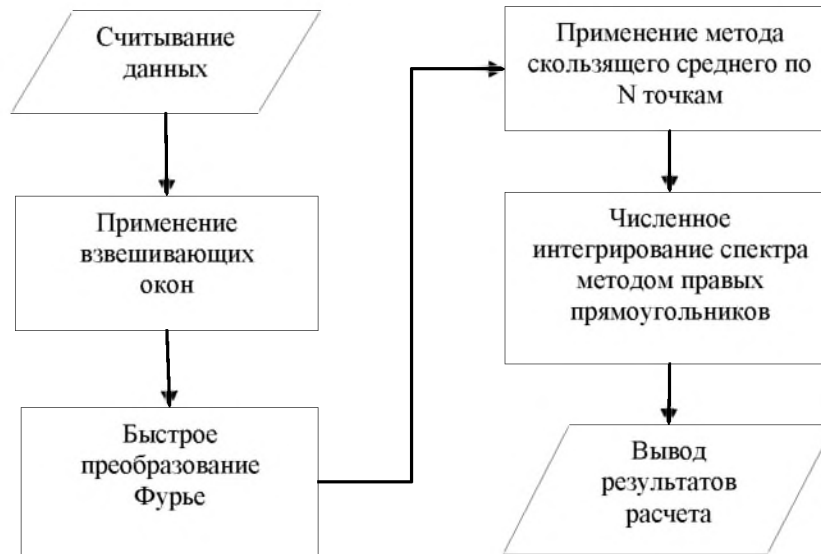 Считывание
данных
Применение
взвешивающих
окон
Быстрое
преобразование
Фурье
Применение метода
скользящего среднего по
N точкам
Численное
интегрирование спектра
методом правых
прямоугольников
Вывод
результатов
расчета